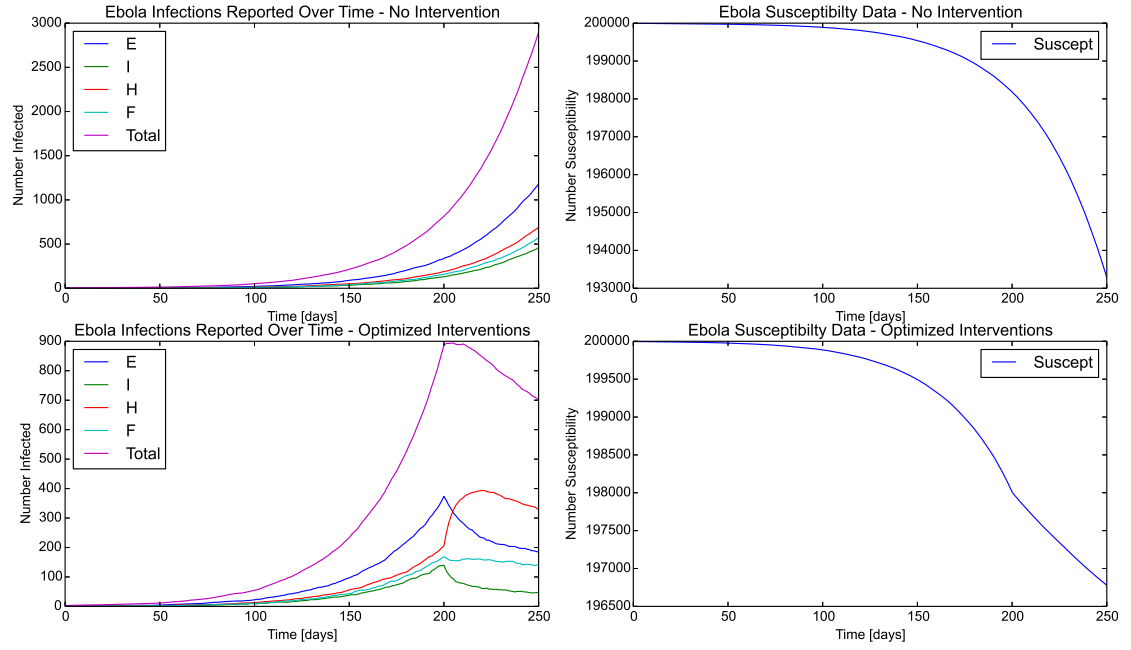 Ebola Infections Reported Over Time - No Intervention
3000
2500
2000
1500
1000
500
0
Number Infected
E
I
H
F
Total
0 50 100 150 200 250
Time [days]
Ebola Susceptibilty Data - No Intervention
200000
199000
198000
197000
196000
195000
194000
193000
Number Susceptibility
Suscept
0 50 100 150 200 250
Time [days]
Ebola Infections Reported Over Time - Optimized Interventions
900
800
700
600
500
400
300
200
100
0
Number Infected
E
I
H
F
Total
0 50 100 150 200 250
Time [days]
Ebola Susceptibilty Data - Optimized Interventions
200000
199500
199000
198500
198000
197500
197000
196500
Number Susceptibility
Suscept
0 50 100 150 200 250
Time [days]